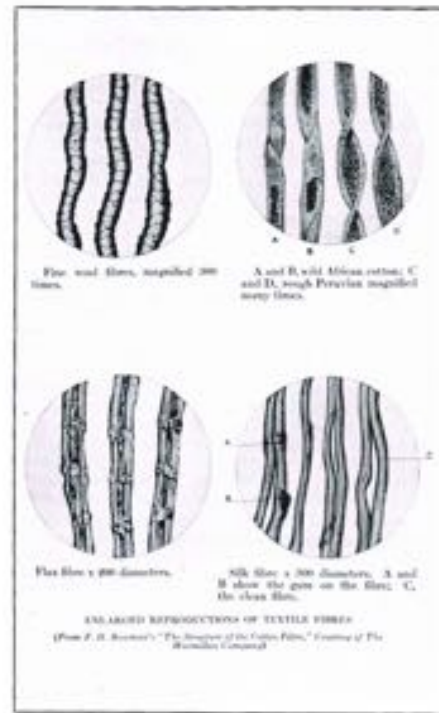 A
B
C
D
Fine wool fibres, magnified 300
times.
A and B, wild African cotton; C
and D, rough Peruvian magnified
many times.
A
B
C
Flax fibre x 200 diameters.
Silk fibre x 300 diameters. A and
B show the gum on the fibre; C,
the clean fibre.
ENLARGED REPRODUCTIONS OF TEXTILE FIBRES
(From F. H. "The Structure of the Cotton Fibre," Courtesy of The
Macmillan Company)